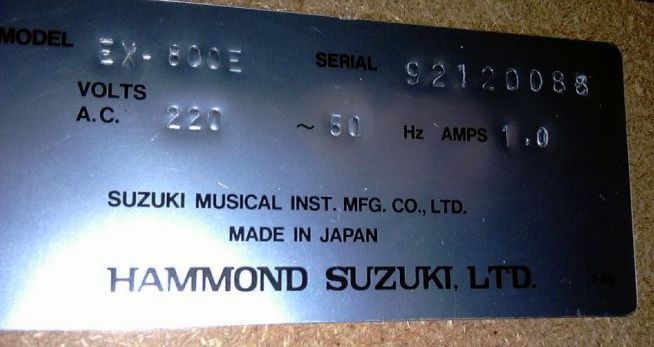 MODEL EX-800E SERIAL 92120088
VOLTS
A.C. 220 ~ 50 Hz AMPS 1.0
SUZUKI MUSICAL INST. MFG. CO., LTD.
MADE IN JAPAN
HAMMOND SUZUKI, LTD.